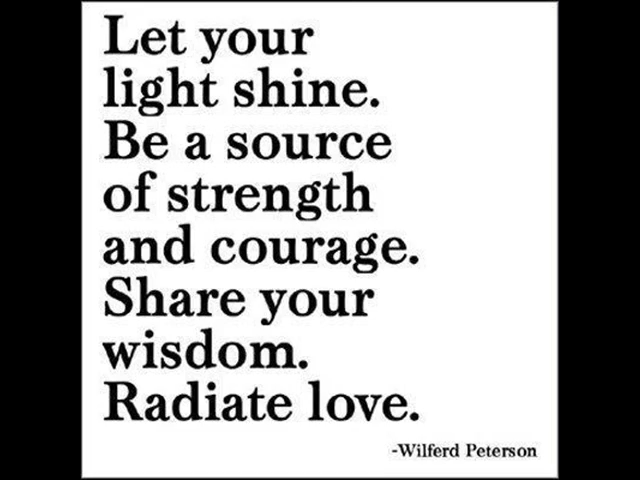 Let your
light shine.
Be a source
of strength
and courage.
Share your
wisdom.
Radiate love.
-Wilferd Peterson